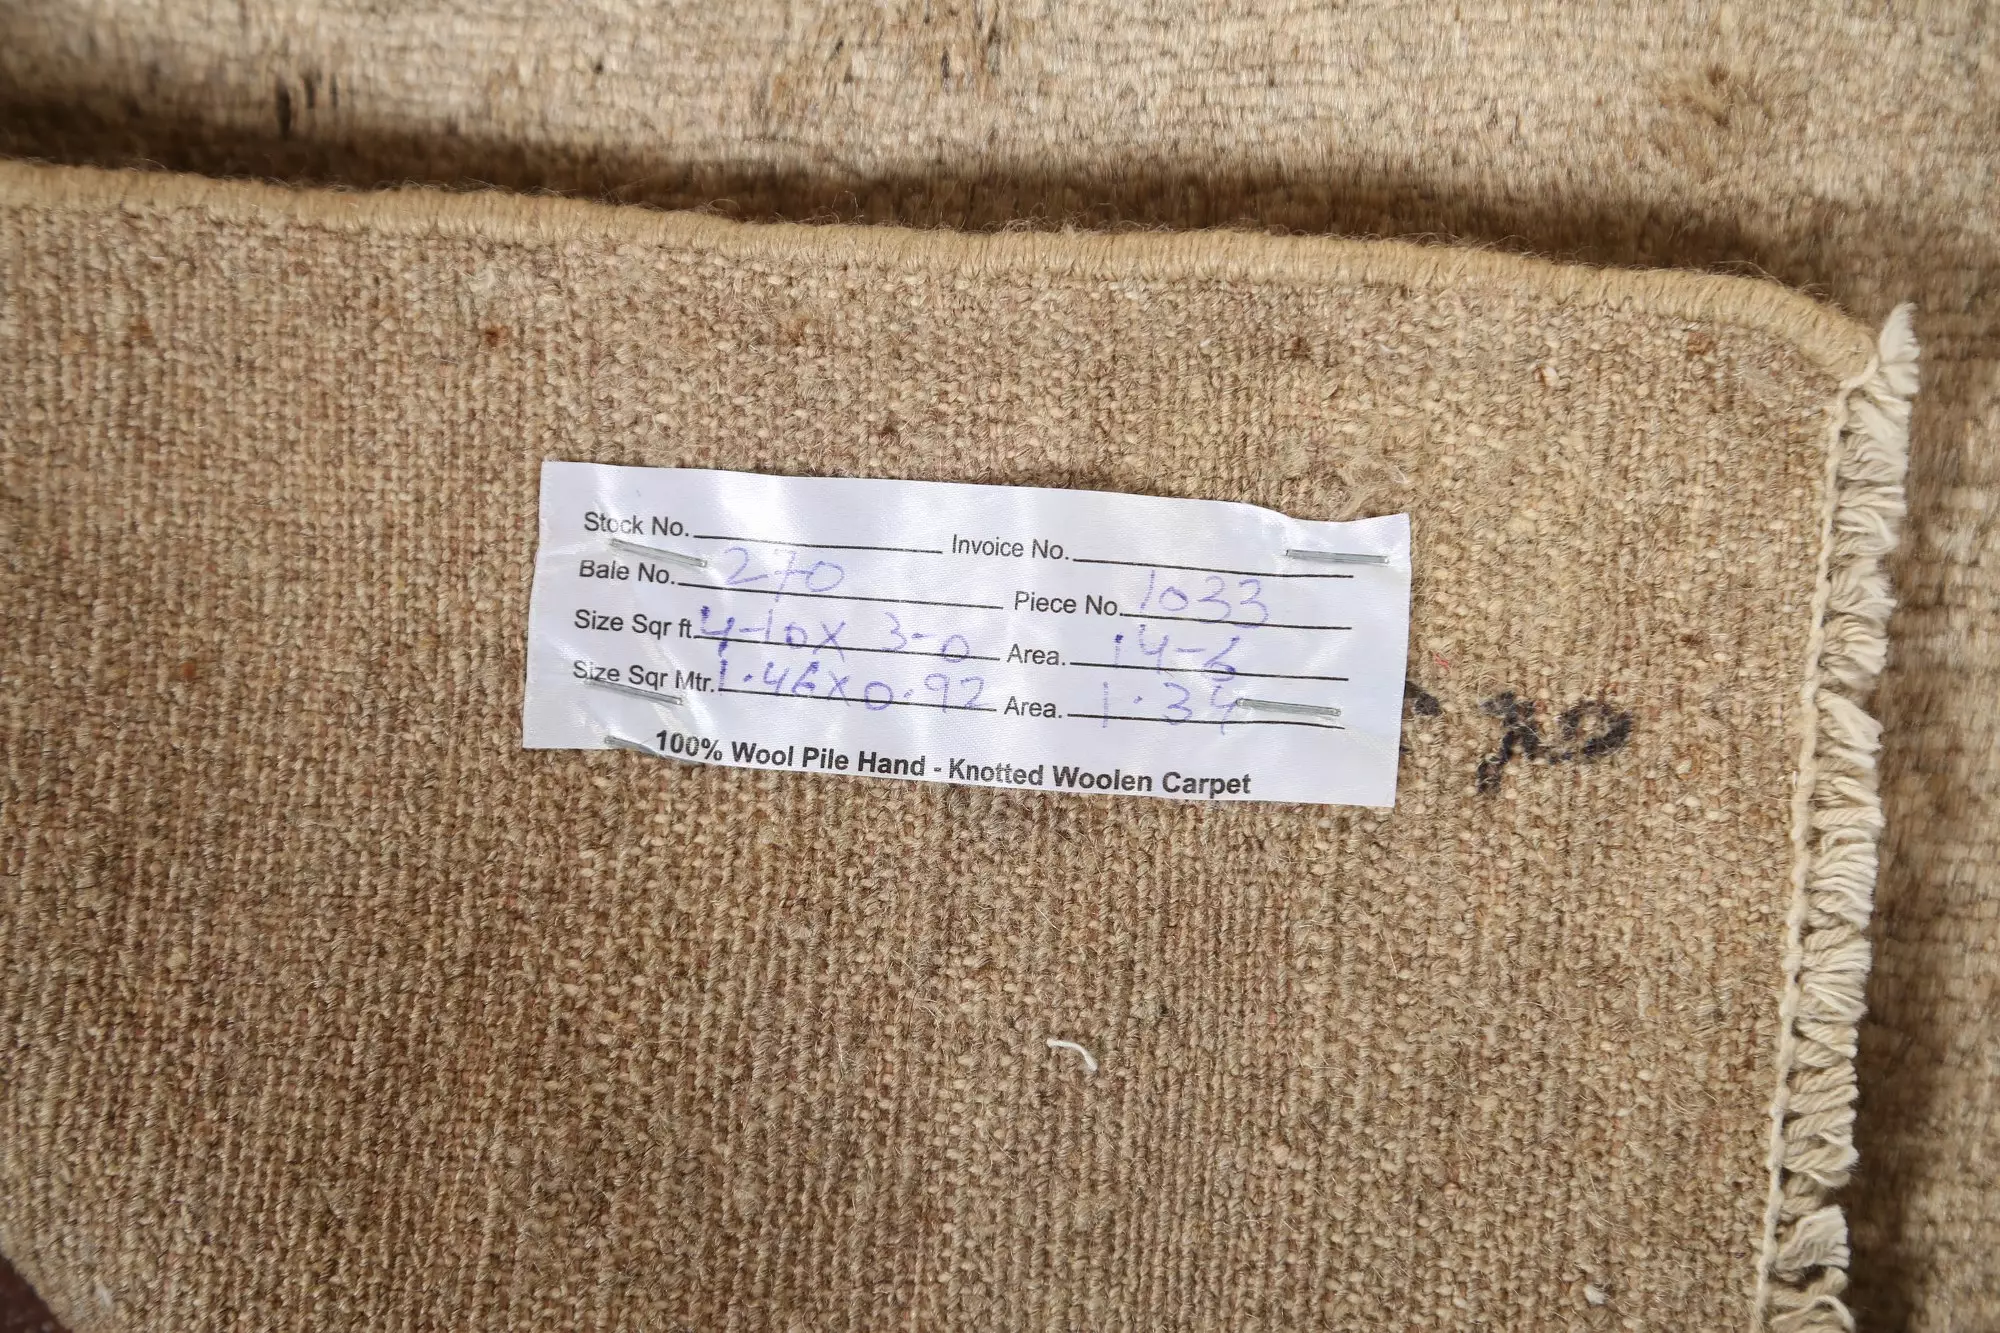 Stock No. Invoice No.
Bale No. 270 Piece No. 1033
Size Sqr ft. 4-10 x 3-0 Area. 14-6
Size Sqr Mtr. 1.46 x 0.92 Area. 1.34
100% Wool Pile Hand - Knotted Woolen Carpet